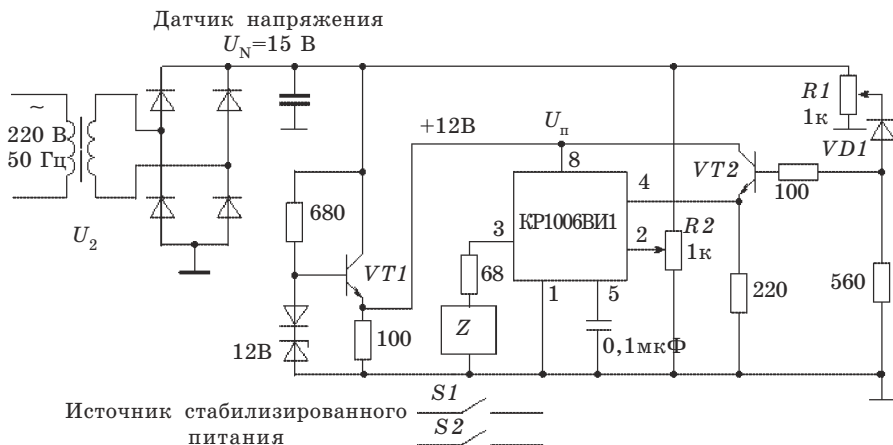 Датчик напряжения
U_N=15 В
~
220 В
50 Гц
U_2
+12В
U_п
R1
1к
VD1
VT2
100
8
4
КР1006ВИ1
3
2
R2
1к
680
VT1
68
1
5
220
560
100
Z
12В
0,1мкФ
Источник стабилизированного
питания
S1
S2